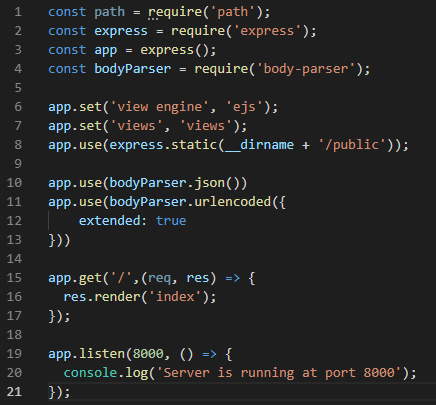 1 const path = require('path');
2 const express = require('express');
3 const app = express();
4 const bodyParser = require('body-parser');
5
6 app.set('view engine', 'ejs');
7 app.set('views', 'views');
8 app.use(express.static(__dirname + '/public'));
9
10 app.use(bodyParser.json())
11 app.use(bodyParser.urlencoded({
12     extended: true
13 }))
14
15 app.get('/',(req, res) => {
16   res.render('index');
17 });
18
19 app.listen(8000, () => {
20   console.log('Server is running at port 8000');
21 });